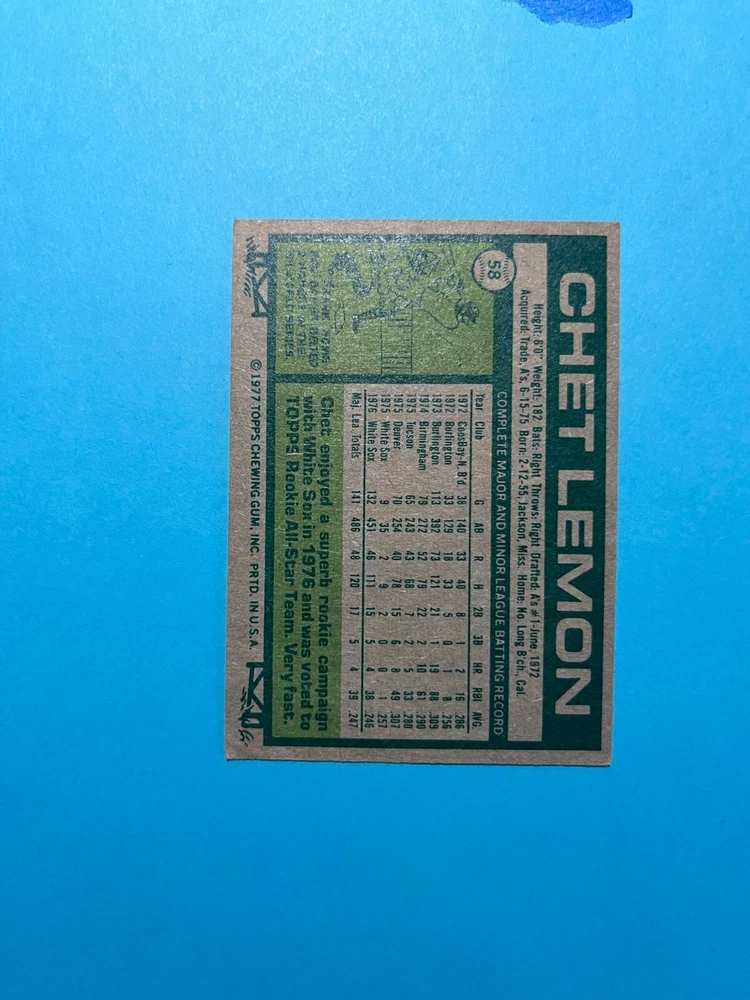 58
CHET LEMON
Height: 6'0" Weight: 182 Bats: Right Throws: Right Drafted: A's #1-June, 1972
Acquired: Trade, A's, 6-15-75 Born: 2-12-55, Jackson, Miss. Home: No. Long B'ch., Cal.
COMPLETE MAJOR AND MINOR LEAGUE BATTING RECORD
Year Club G AB R H 2B 3B HR RBI AVG.
1972 Coosbay-N. B'd 38 140 33 40 8 1 2 16 .286
1972 Burlington 33 129 18 33 5 0 1 8 .256
1973 Burlington 113 392 73 121 21 1 19 88 .309
1974 Birmingham 79 272 52 79 22 2 10 61 .290
1975 Tucson 65 243 43 68 7 2 5 33 .280
1975 Denver 70 254 40 78 15 6 8 49 .307
1975 White Sox 9 35 2 9 2 0 0 1 .257
1976 White Sox 132 451 46 111 15 5 4 38 .246
Maj. Lea. Totals 141 486 48 120 17 5 4 39 .247
Chet enjoyed a superb rookie campaign
with White Sox in 1976 and was voted to
TOPPS Rookie All-Star Team. Very fast.
© 1977 TOPPS CHEWING GUM, INC. PRTD. IN U.S.A.